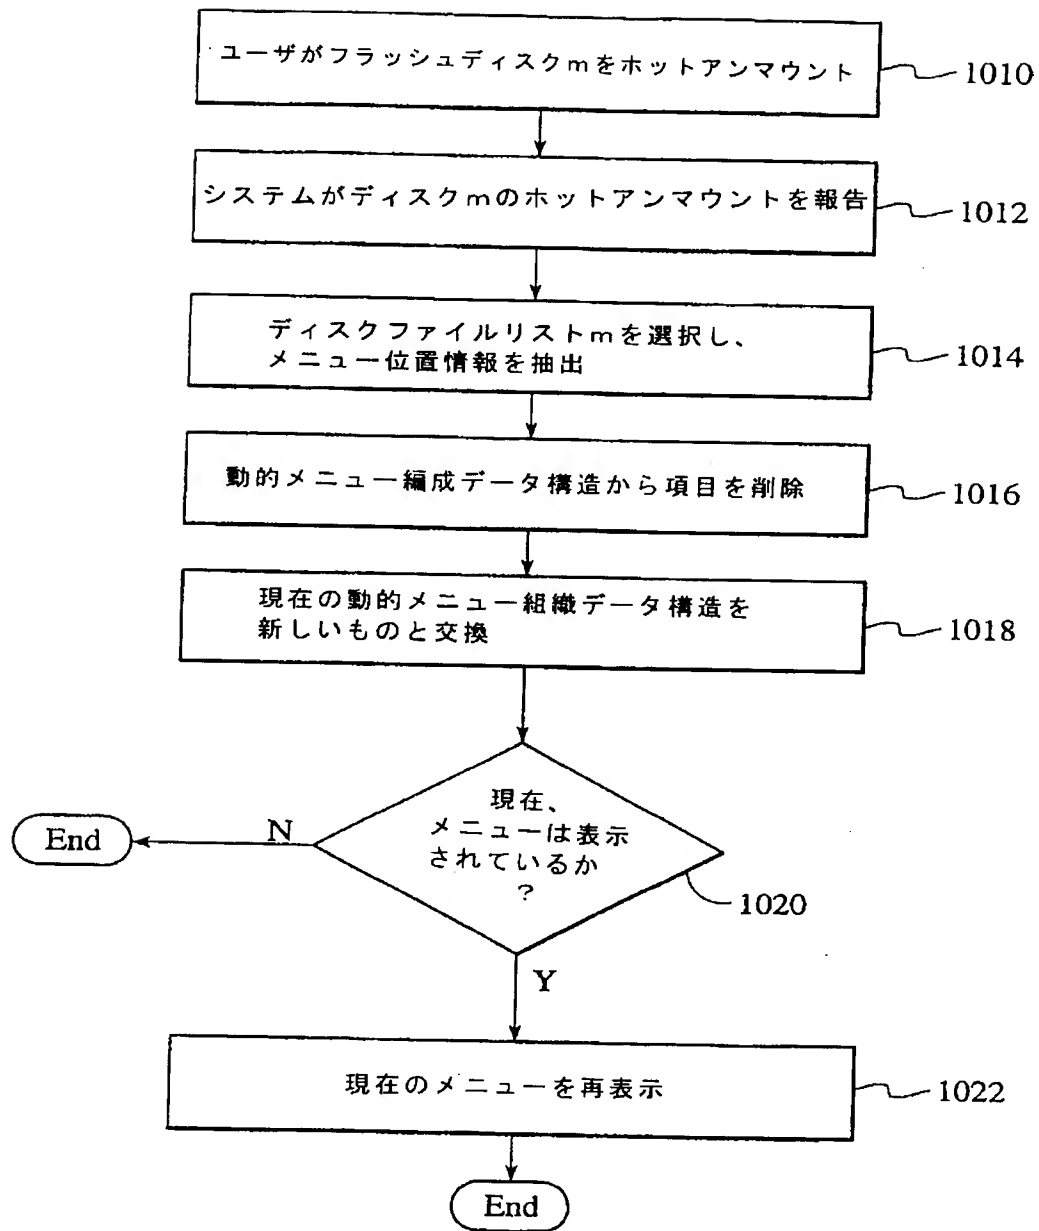 ユーザがフラッシュディスクmをホットアンマウント
1010
システムがディスクmのホットアンマウントを報告
1012
ディスクファイルリストmを選択し、
メニュー位置情報を抽出
1014
動的メニュー編成データ構造から項目を削除
1016
現在の動的メニュー組織データ構造を
新しいものと交換
1018
現在、
メニューは表示
されているか
?
1020
N
End
Y
現在のメニューを再表示
1022
End